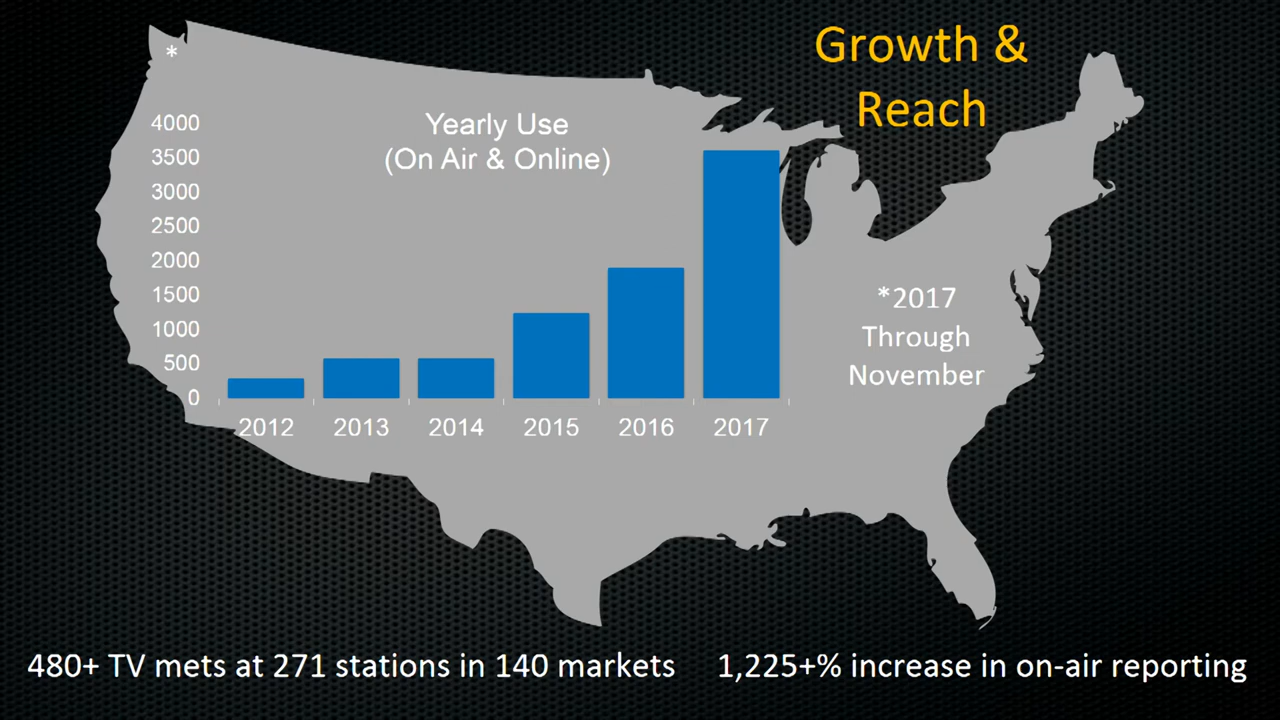 Growth &
Reach
*
Yearly Use
(On Air & Online)
4000
3500
3000
2500
2000
1500
1000
500
0
2012 2013 2014 2015 2016 2017
*2017
Through
November
480+ TV mets at 271 stations in 140 markets
1,225+% increase in on-air reporting